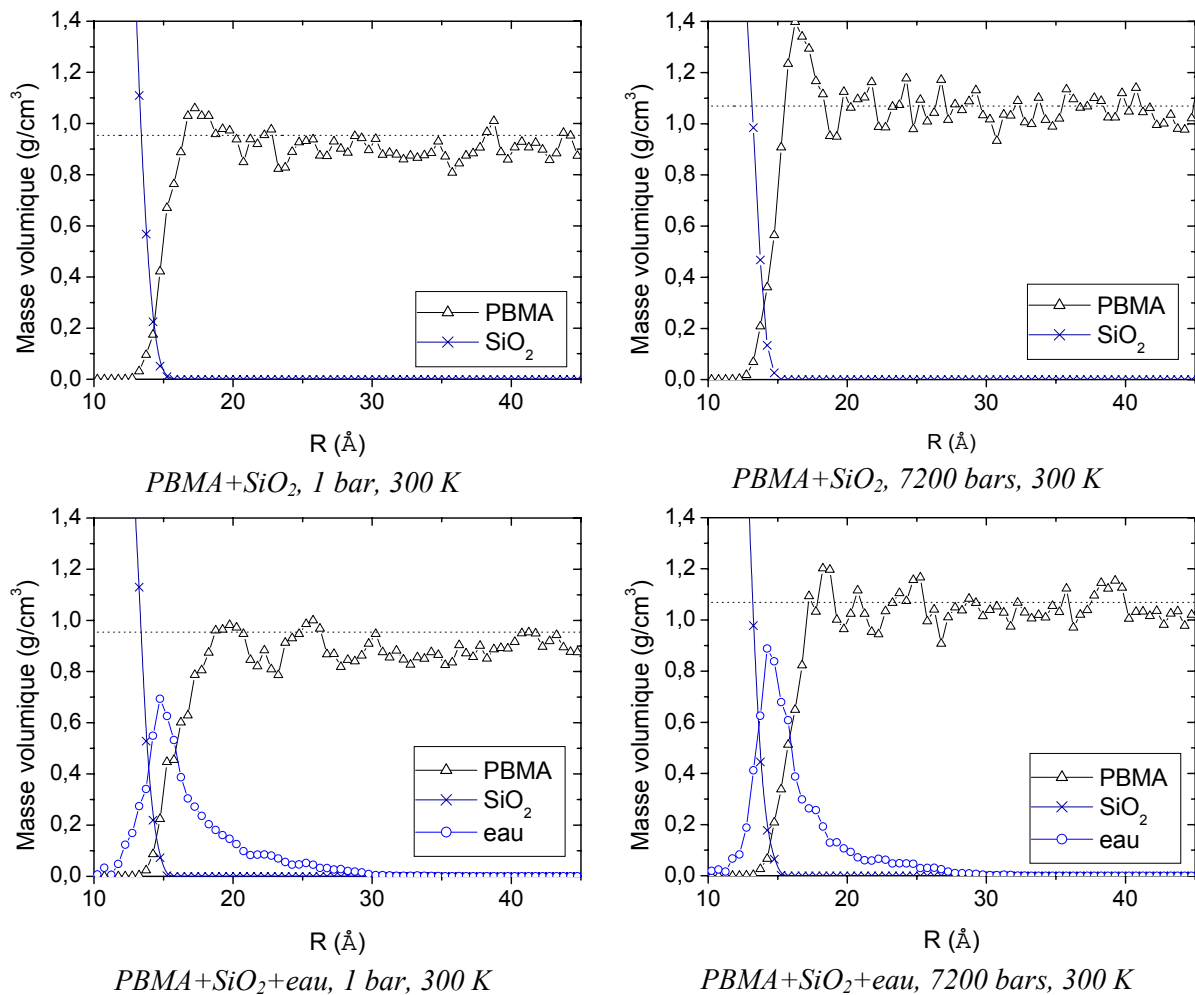 1,4
1,2
1,0
0,8
0,6
0,4
0,2
0,0
Masse volumique (g/cm³)
PBMA
SiO₂
10 20 30 40
R (Å)
PBMA+SiO₂, 1 bar, 300 K
1,4
1,2
1,0
0,8
0,6
0,4
0,2
0,0
Masse volumique (g/cm³)
PBMA
SiO₂
10 20 30 40
R (Å)
PBMA+SiO₂, 7200 bars, 300 K
1,4
1,2
1,0
0,8
0,6
0,4
0,2
0,0
Masse volumique (g/cm³)
PBMA
SiO₂
eau
10 20 30 40
R (Å)
PBMA+SiO₂+eau, 1 bar, 300 K
1,4
1,2
1,0
0,8
0,6
0,4
0,2
0,0
Masse volumique (g/cm³)
PBMA
SiO₂
eau
10 20 30 40
R (Å)
PBMA+SiO₂+eau, 7200 bars, 300 K